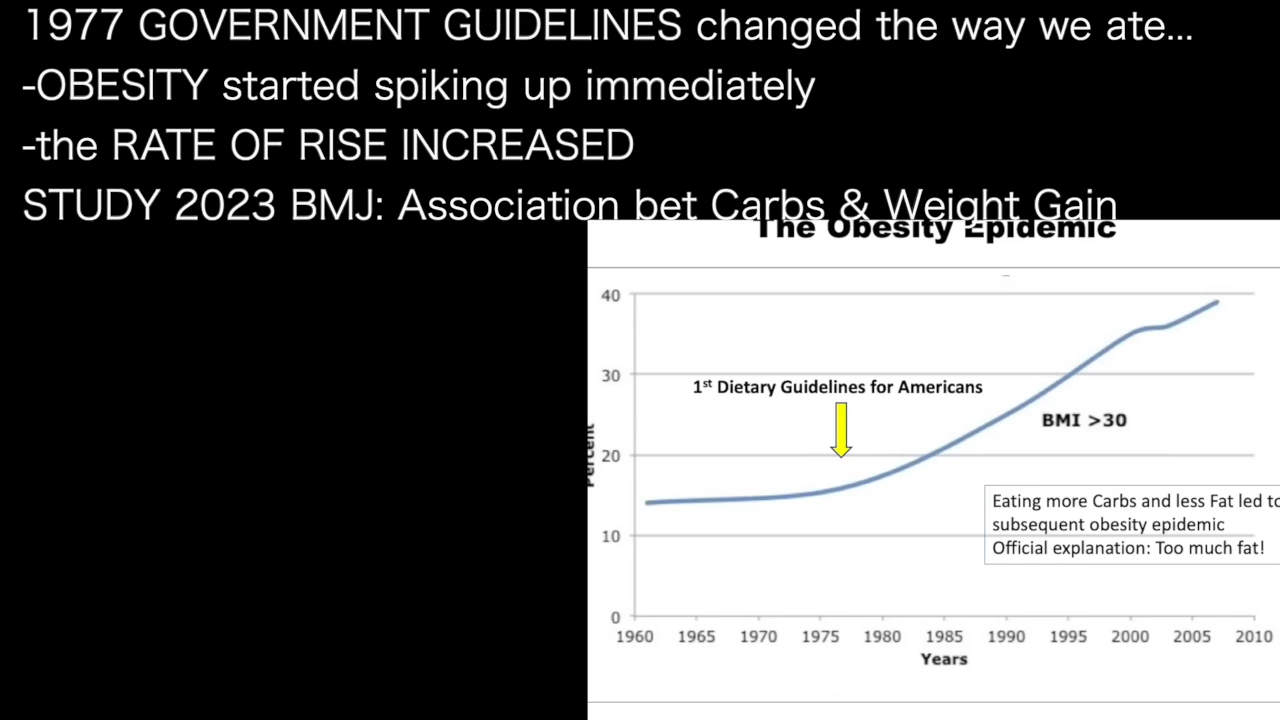 1977 GOVERNMENT GUIDELINES changed the way we ate...
-OBESITY started spiking up immediately
-the RATE OF RISE INCREASED
STUDY 2023 BMJ: Association bet Carbs & Weight Gain
The Obesity Epidemic
40
30
20
10
0
Percent
1st Dietary Guidelines for Americans
BMI >30
Eating more Carbs and less Fat led to
subsequent obesity epidemic
Official explanation: Too much fat!
1960 1965 1970 1975 1980 1985 1990 1995 2000 2005 2010
Years